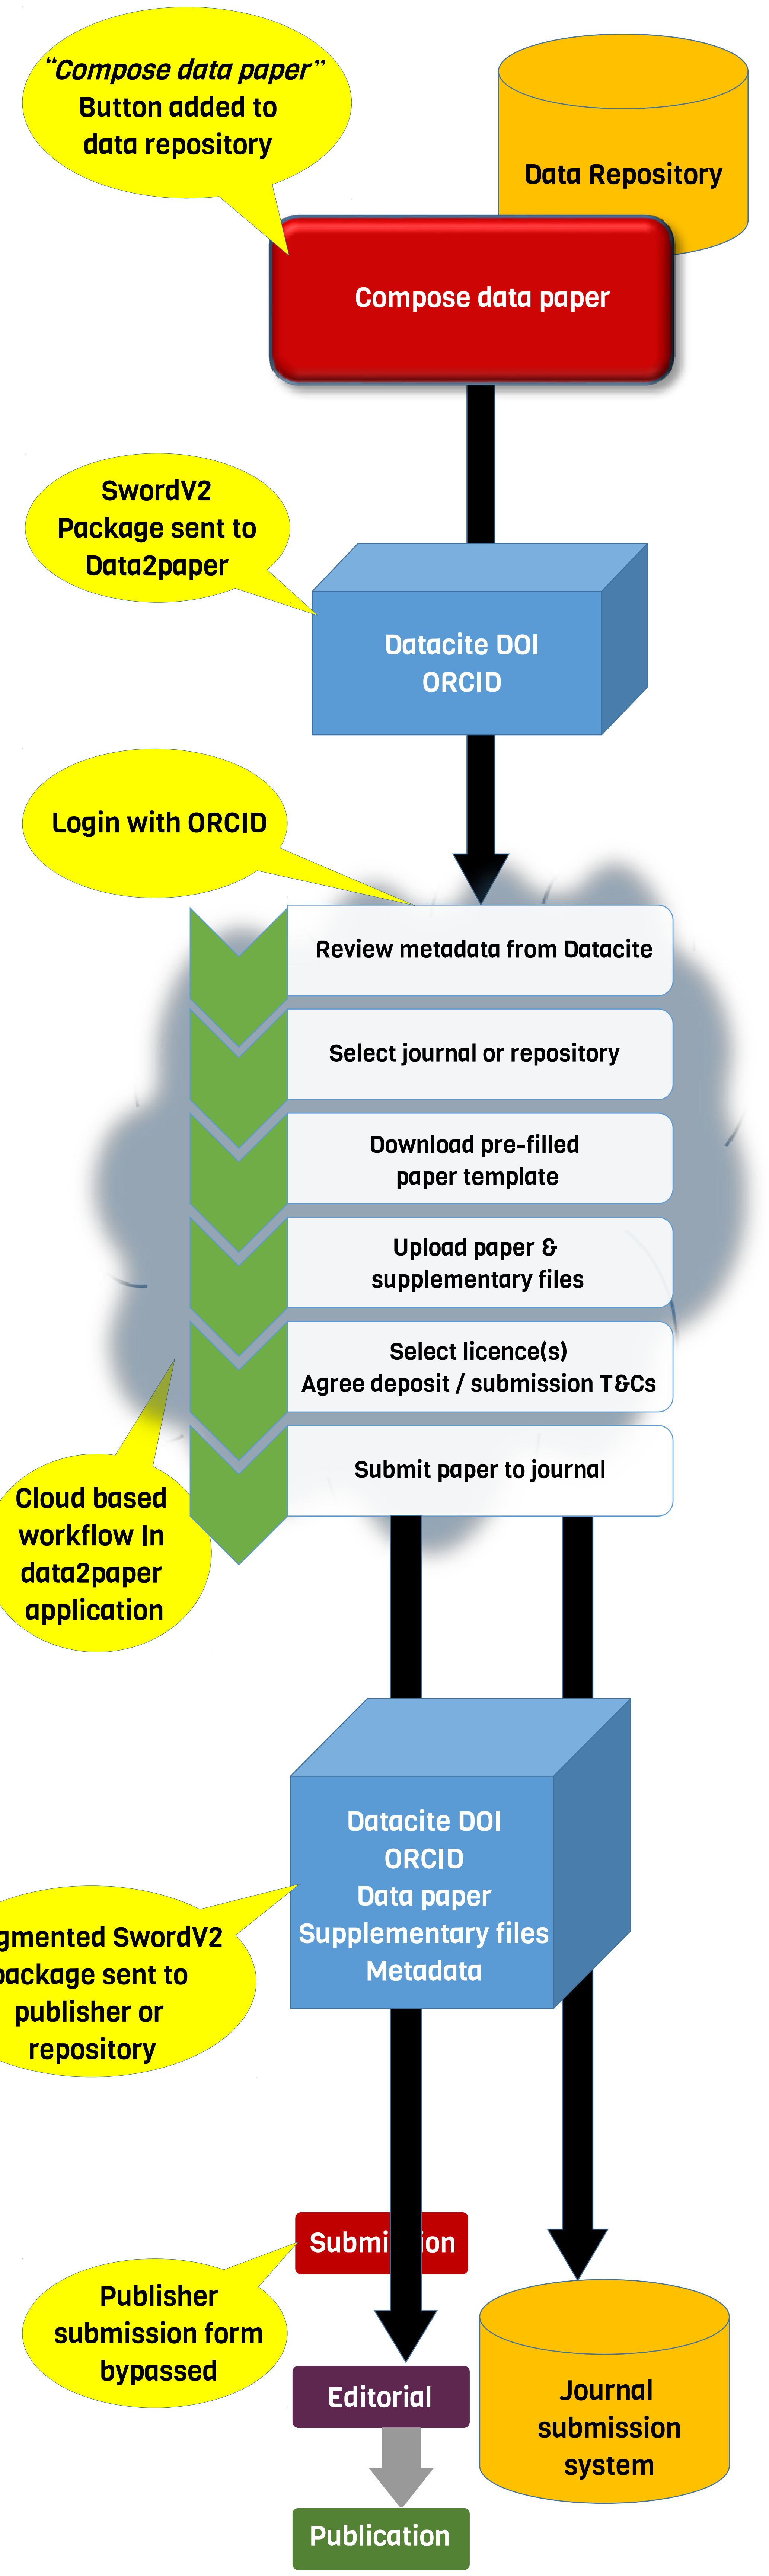 “Compose data paper”
Button added to
data repository
Data Repository
Compose data paper
SwordV2
Package sent to
Data2paper
Datacite DOI
ORCID
Login with ORCID
Review metadata from Datacite
Select journal or repository
Download pre-filled
paper template
Upload paper &
supplementary files
Select licence(s)
Agree deposit / submission T&Cs
Submit paper to journal
Cloud based
workflow In
data2paper
application
Datacite DOI
ORCID
Data paper
Supplementary files
Metadata
gmented SwordV2
package sent to
publisher or
repository
Submission
Publisher
submission form
bypassed
Editorial
Journal
submission
system
Publication